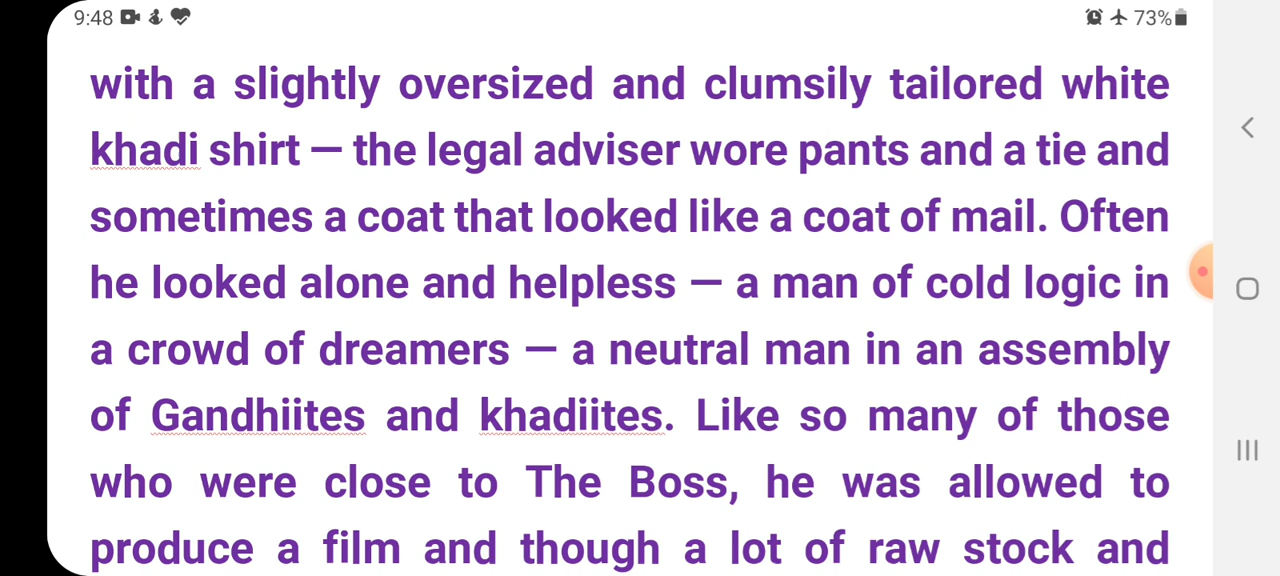 9:48
73%
with a slightly oversized and clumsily tailored white
khadi shirt — the legal adviser wore pants and a tie and
sometimes a coat that looked like a coat of mail. Often
he looked alone and helpless — a man of cold logic in
a crowd of dreamers — a neutral man in an assembly
of Gandhiites and khadiites. Like so many of those
who were close to The Boss, he was allowed to
produce a film and though a lot of raw stock and